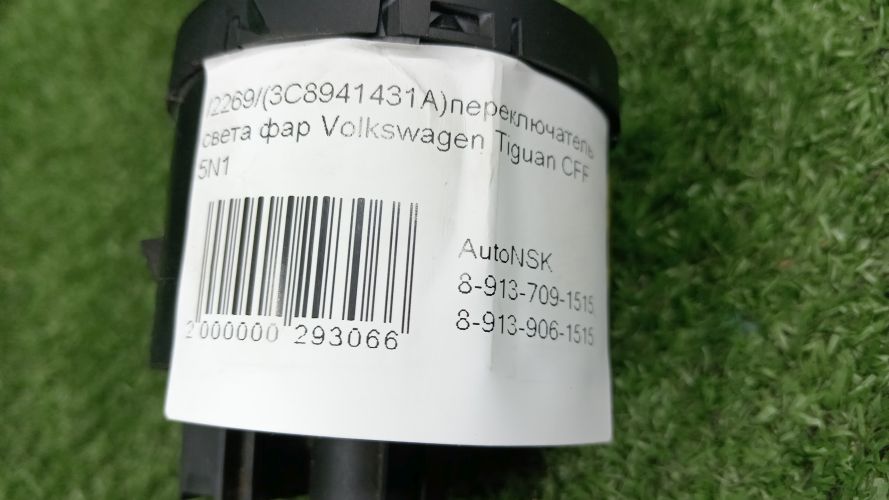 /2269/(3C8941431A)переключатель
света фар Volkswagen Tiguan CFF
5N1
AutoNSK
8-913-709-1515
8-913-906-1515
2 000000 293066